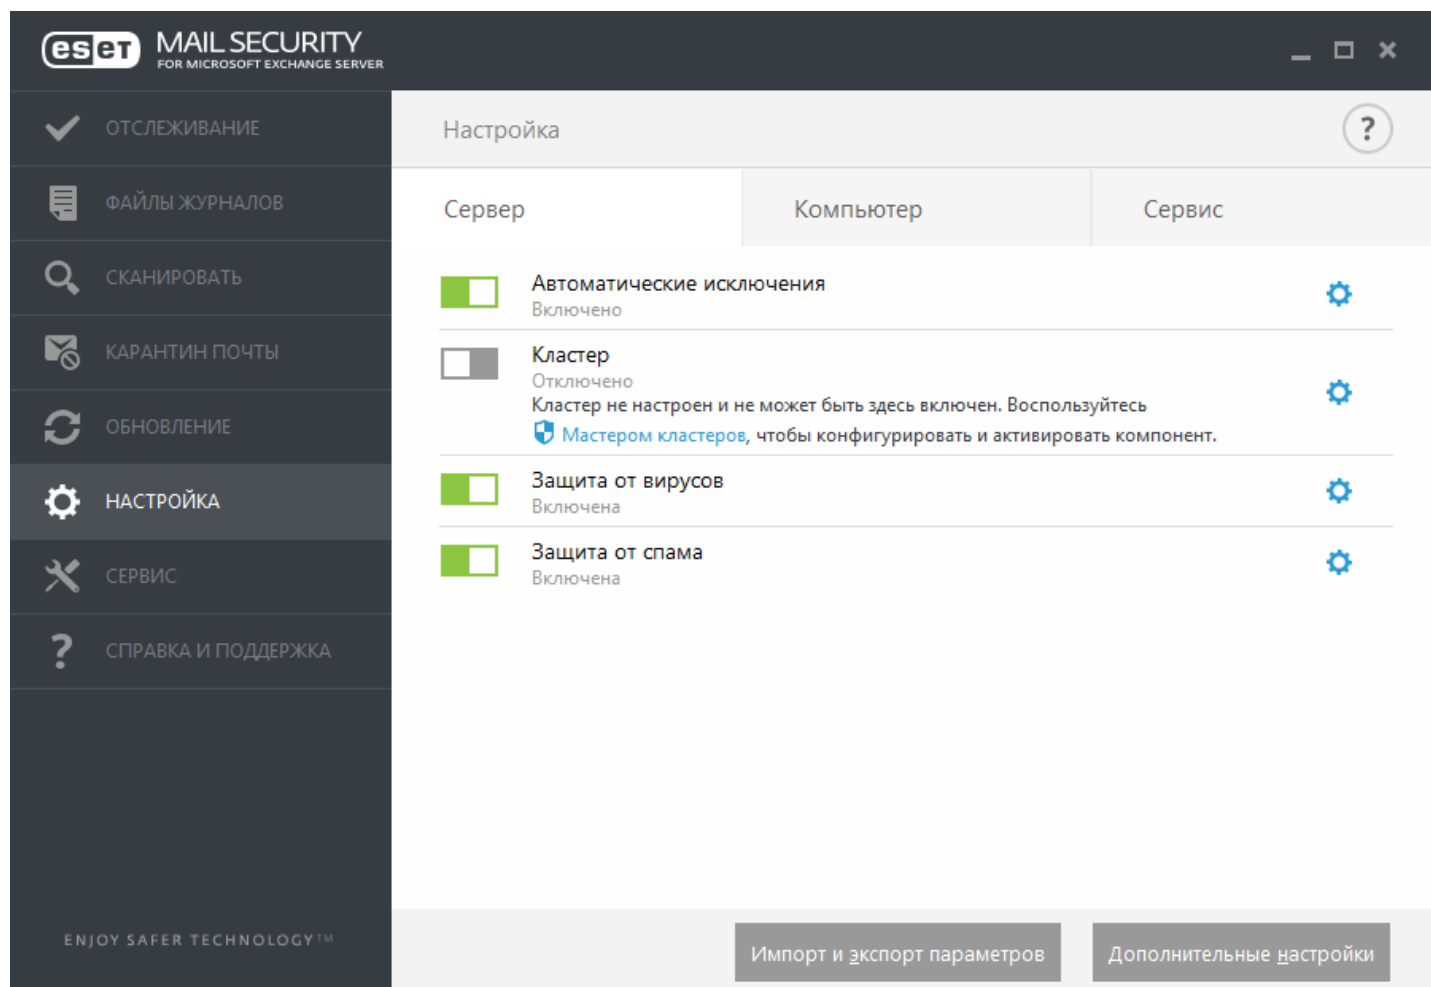 eset MAIL SECURITY
FOR MICROSOFT EXCHANGE SERVER
ОТСЛЕЖИВАНИЕ
ФАЙЛЫ ЖУРНАЛОВ
СКАНИРОВАТЬ
КАРАНТИН ПОЧТЫ
ОБНОВЛЕНИЕ
НАСТРОЙКА
СЕРВИС
СПРАВКА И ПОДДЕРЖКА
ENJOY SAFER TECHNOLOGY™
Настройка
?
Сервер
Компьютер
Сервис
Автоматические исключения
Включено
Кластер
Отключено
Кластер не настроен и не может быть здесь включен. Воспользуйтесь
Мастером кластеров, чтобы конфигурировать и активировать компонент.
Защита от вирусов
Включена
Защита от спама
Включена
Импорт и экспорт параметров
Дополнительные настройки